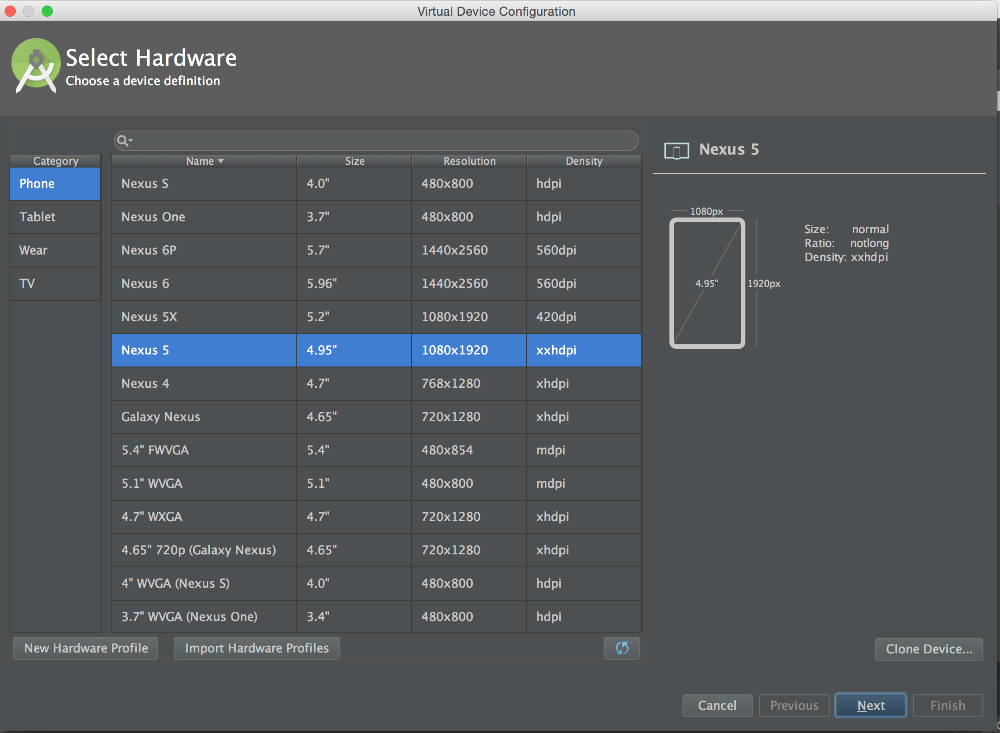 Virtual Device Configuration
Select Hardware
Choose a device definition
Category
Phone
Tablet
Wear
TV
Name Size Resolution Density
Nexus S 4.0" 480x800 hdpi
Nexus One 3.7" 480x800 hdpi
Nexus 6P 5.7" 1440x2560 560dpi
Nexus 6 5.96" 1440x2560 560dpi
Nexus 5X 5.2" 1080x1920 420dpi
Nexus 5 4.95" 1080x1920 xxhdpi
Nexus 4 4.7" 768x1280 xhdpi
Galaxy Nexus 4.65" 720x1280 xhdpi
5.4" FWVGA 5.4" 480x854 mdpi
5.1" WVGA 5.1" 480x800 mdpi
4.7" WXGA 4.7" 720x1280 xhdpi
4.65" 720p (Galaxy Nexus) 4.65" 720x1280 xhdpi
4" WVGA (Nexus S) 4.0" 480x800 hdpi
3.7" WVGA (Nexus One) 3.4" 480x800 hdpi
New Hardware Profile Import Hardware Profiles
Nexus 5
1080px
4.95"
1920px
Size: normal
Ratio: notlong
Density: xxhdpi
Clone Device...
Cancel Previous Next Finish